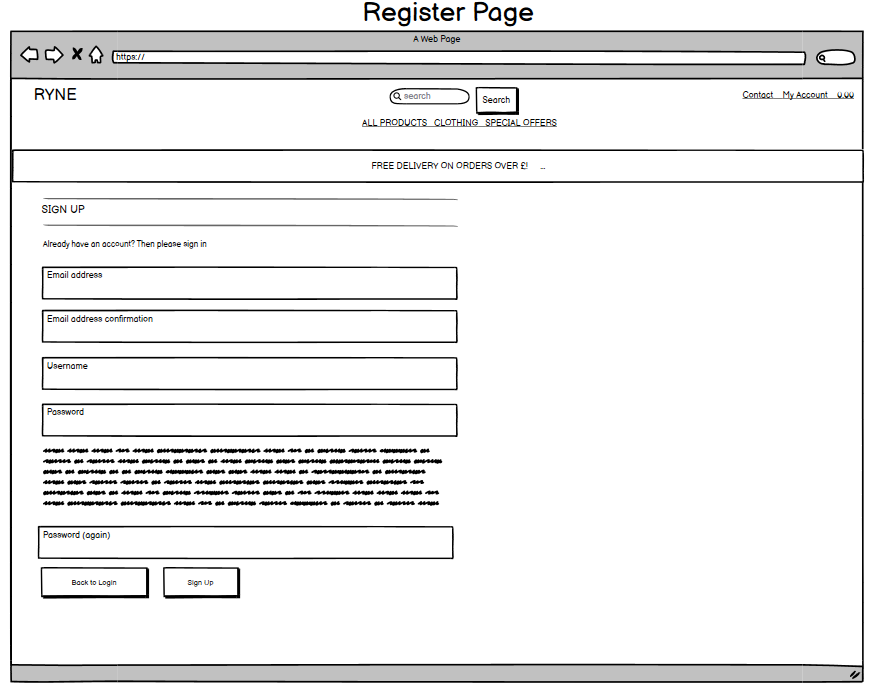 Register Page
A Web Page
https://
RYNE
search
Search
Contact My Account 0.00
ALL PRODUCTS CLOTHING SPECIAL OFFERS
FREE DELIVERY ON ORDERS OVER £! ...
SIGN UP
Already have an account? Then please sign in
Email address
Email address confirmation
Username
Password
Password (again)
Back to Login
Sign Up